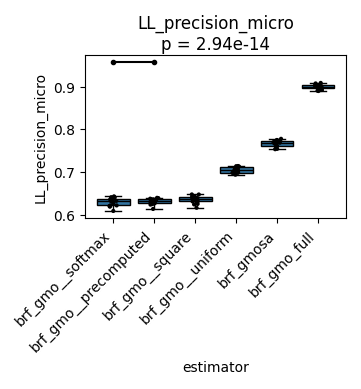 LL_precision_micro
p = 2.94e-14
LL_precision_micro
0.9
0.8
0.7
0.6
brf_gmo__softmax
brf_gmo__precomputed
brf_gmo__square
brf_gmo__uniform
brf_gmosa
brf_gmo_full
estimator